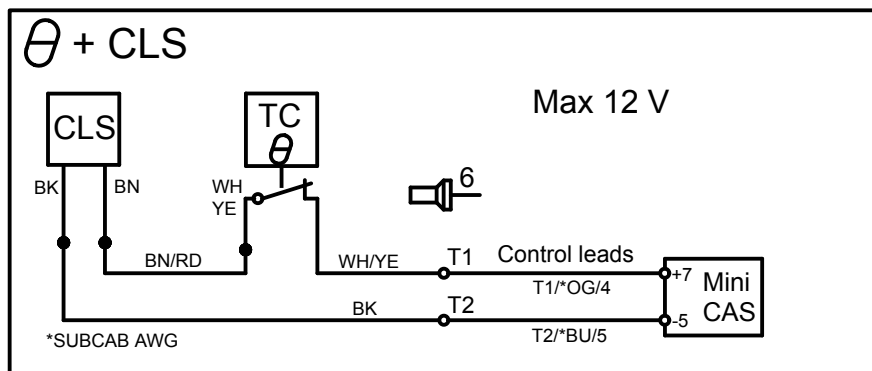 θ + CLS
Max 12 V
CLS
TC
θ
BK
BN
WH
YE
6
BN/RD
WH/YE
T1
Control leads
T1/*OG/4
+7
Mini
CAS
BK
T2
T2/*BU/5
-5
*SUBCAB AWG